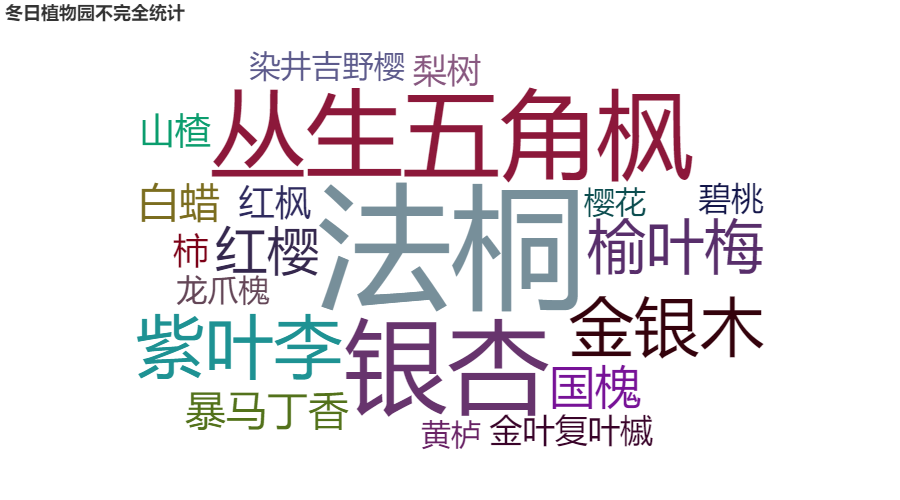 冬日植物园不完全统计
染井吉野樱
梨树
丛生五角枫
山楂
法桐
白蜡
红枫
樱花
碧桃
柿
红樱
榆叶梅
龙爪槐
金银木
紫叶李
银杏
国槐
暴马丁香
黄栌
金叶复叶槭